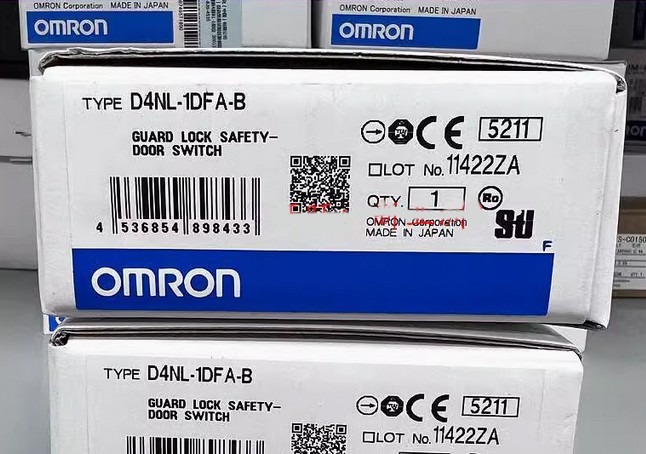 OMRON Corporation MADE IN JAPAN
OMRON
OMRON Corporation MADE IN JAPAN
OMRON
TYPE D4NL-1DFA-B
GUARD LOCK SAFETY-
DOOR SWITCH
4 536854 898433
CE 5211
LOT No. 11422ZA
QTY. 1
OMRON Corporation
MADE IN JAPAN
F
OMRON
TYPE D4NL-1DFA-B
GUARD LOCK SAFETY-
DOOR SWITCH
CE 5211
LOT No. 11422ZA